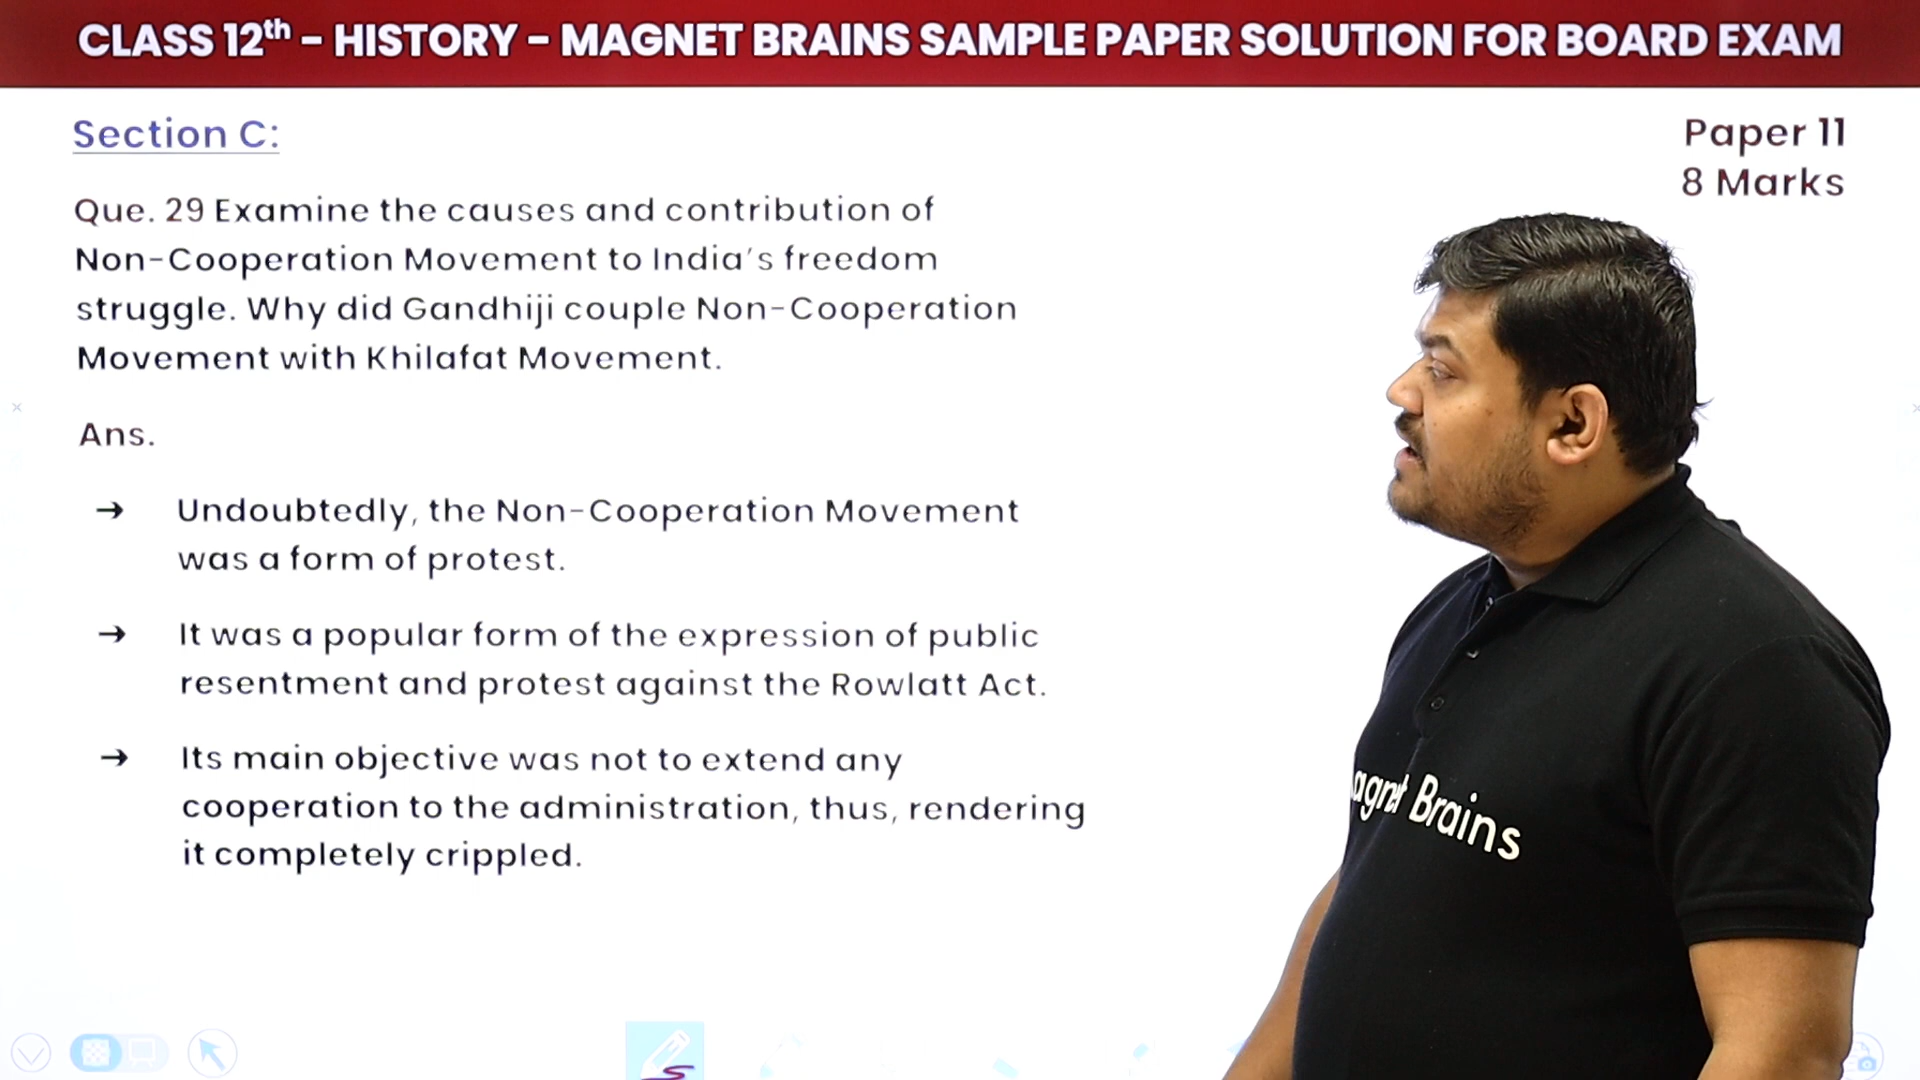 CLASS 12th - HISTORY - MAGNET BRAINS SAMPLE PAPER SOLUTION FOR BOARD EXAM
Section C:
Paper 11
8 Marks
Que. 29 Examine the causes and contribution of
Non-Cooperation Movement to India's freedom
struggle. Why did Gandhiji couple Non-Cooperation
Movement with Khilafat Movement.
Ans.
→ Undoubtedly, the Non-Cooperation Movement
was a form of protest.
→ It was a popular form of the expression of public
resentment and protest against the Rowlatt Act.
→ Its main objective was not to extend any
cooperation to the administration, thus, rendering
it completely crippled.
agnet Brains